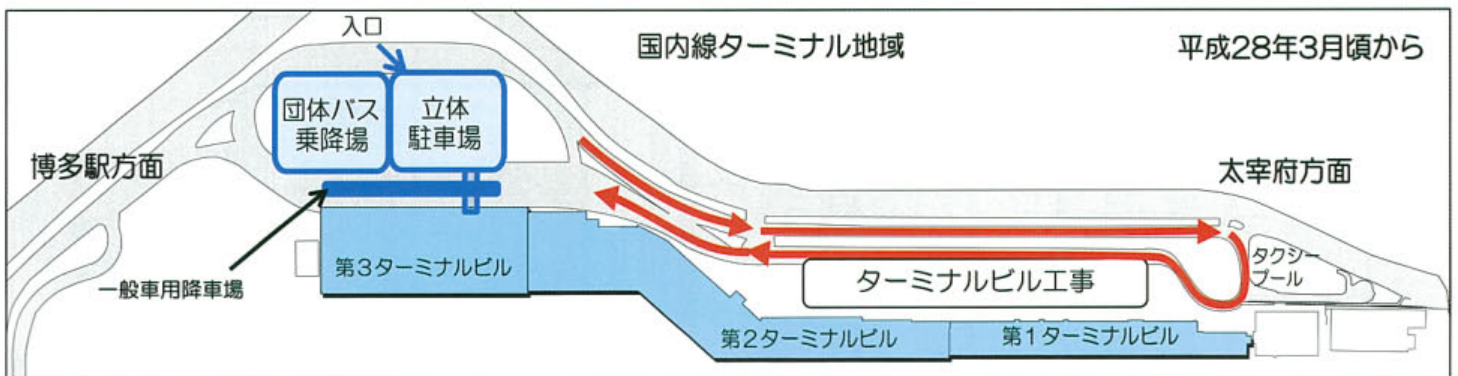 入口
国内線ターミナル地域
平成28年3月頃から
団体バス
乗降場
立体
駐車場
博多駅方面
太宰府方面
タクシー
プール
第3ターミナルビル
ターミナルビル工事
一般車用降車場
第2ターミナルビル
第1ターミナルビル